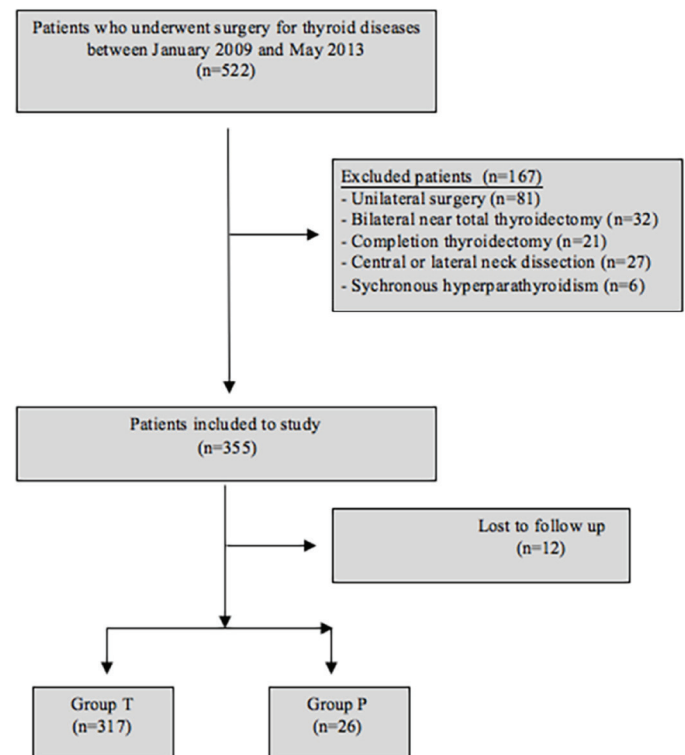 Patients who underwent surgery for thyroid diseases
between January 2009 and May 2013
(n=522)
Excluded patients (n=167)
- Unilateral surgery (n=81)
- Bilateral near total thyroidectomy (n=32)
- Completion thyroidectomy (n=21)
- Central or lateral neck dissection (n=27)
- Sychronous hyperparathyroidism (n=6)
Patients included to study
(n=355)
Lost to follow up
(n=12)
Group T
(n=317)
Group P
(n=26)